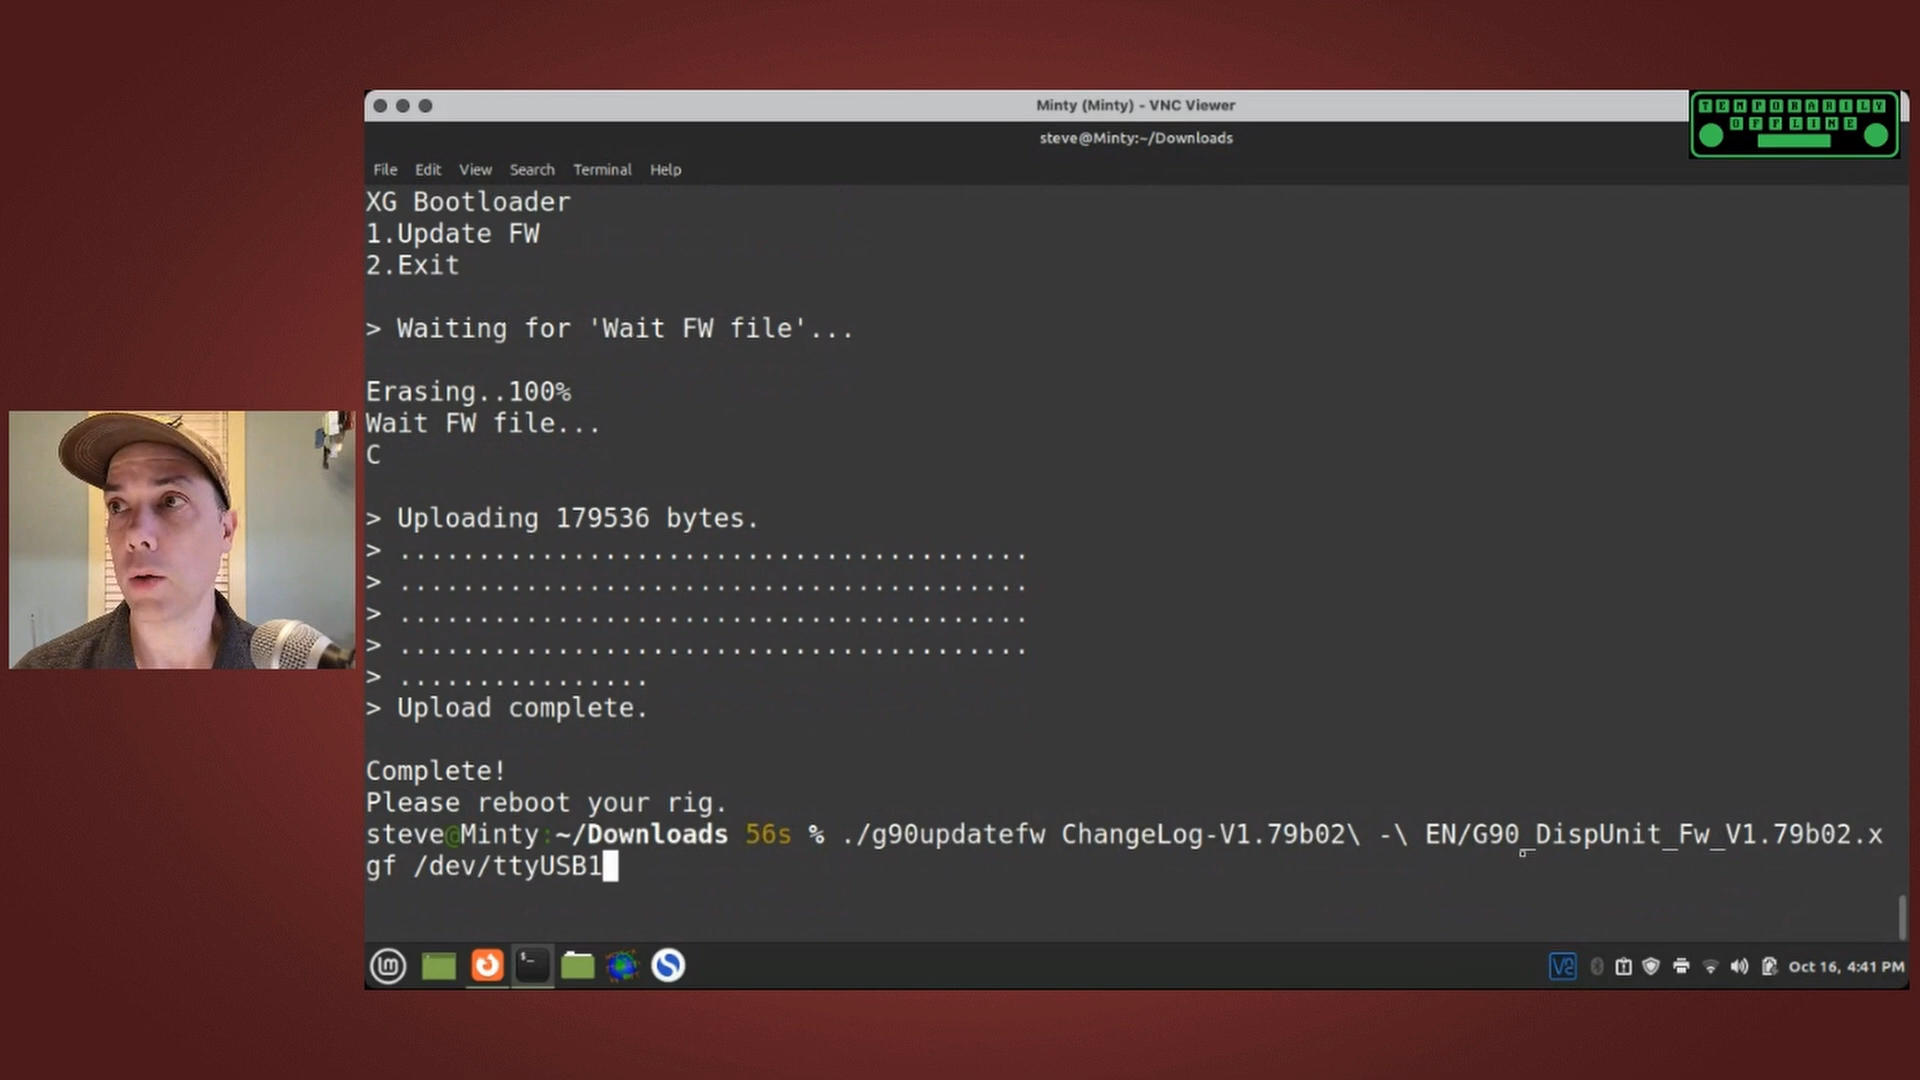 Minty (Minty) - VNC Viewer
TEMPORARILY
OFFLINE
steve@Minty:~/Downloads
File Edit View Search Terminal Help
XG Bootloader
1.Update FW
2.Exit
> Waiting for 'Wait FW file'...
Erasing..100%
Wait FW file...
C
> Uploading 179536 bytes.
> ........................................
> ........................................
> ........................................
> ........................................
> ................
> Upload complete.
Complete!
Please reboot your rig.
steve@Minty:~/Downloads 56s % ./g90updatefw ChangeLog-V1.79b02\ -\ EN/G90_DispUnit_Fw_V1.79b02.x
gf /dev/ttyUSB1
Oct 16, 4:41 PM